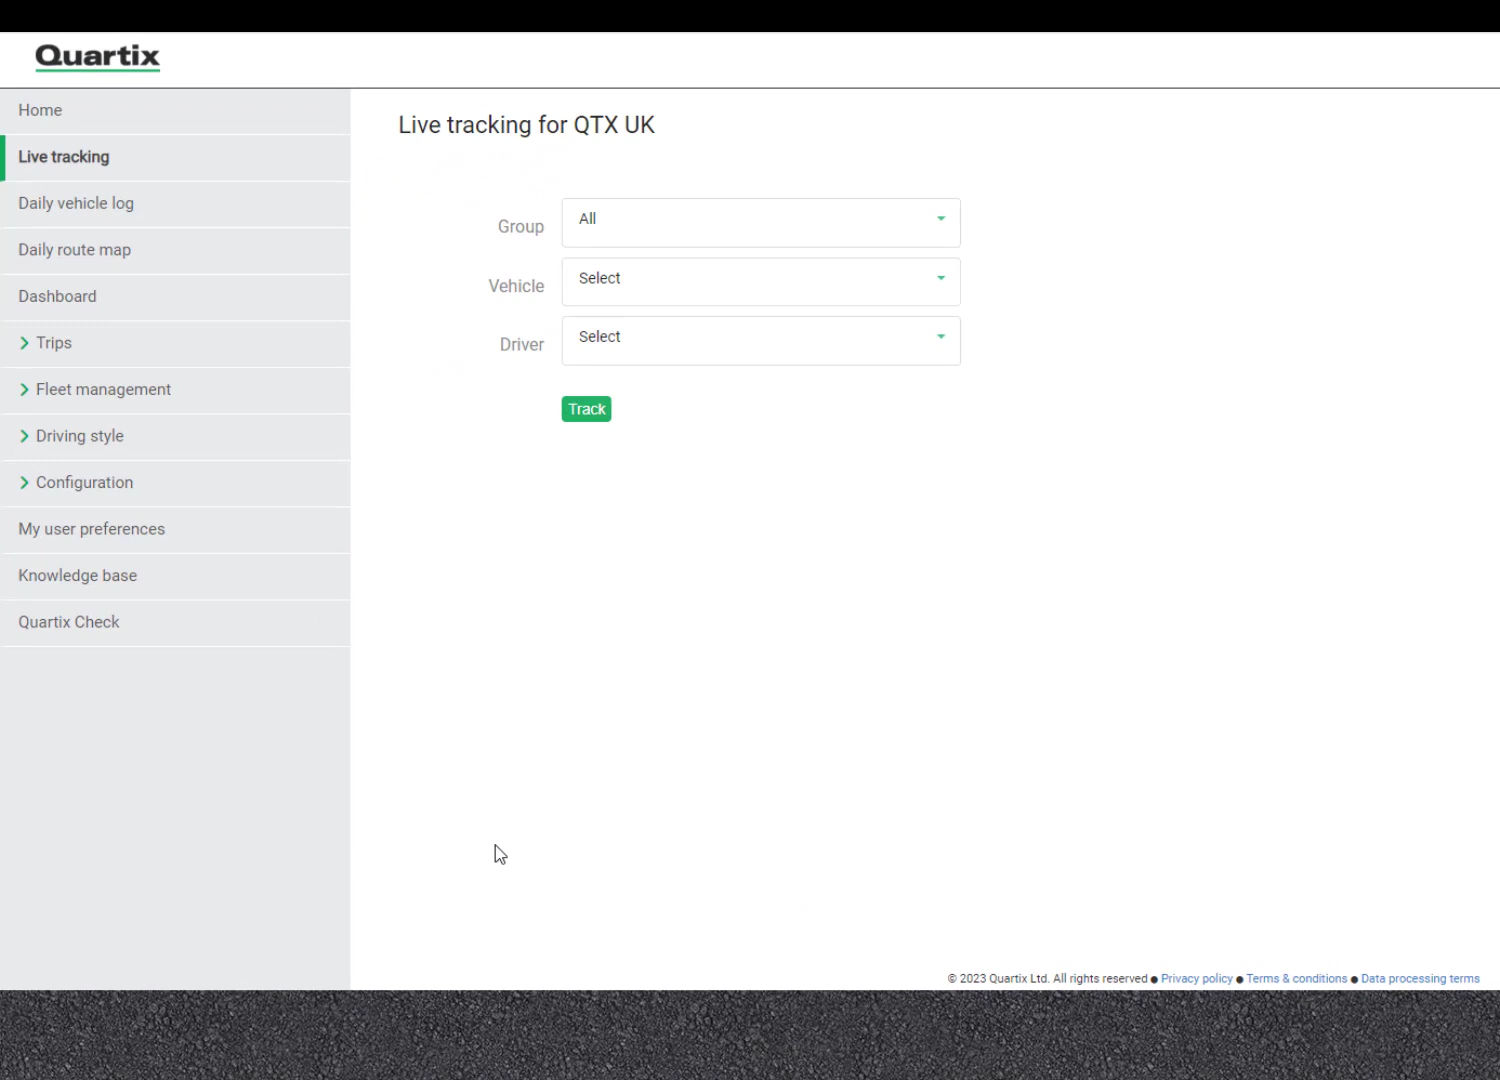 Quartix
Home
Live tracking
Daily vehicle log
Daily route map
Dashboard
Trips
Fleet management
Driving style
Configuration
My user preferences
Knowledge base
Quartix Check
Live tracking for QTX UK
Group All
Vehicle Select
Driver Select
Track
© 2023 Quartix Ltd. All rights reserved ● Privacy policy ● Terms & conditions ● Data processing terms